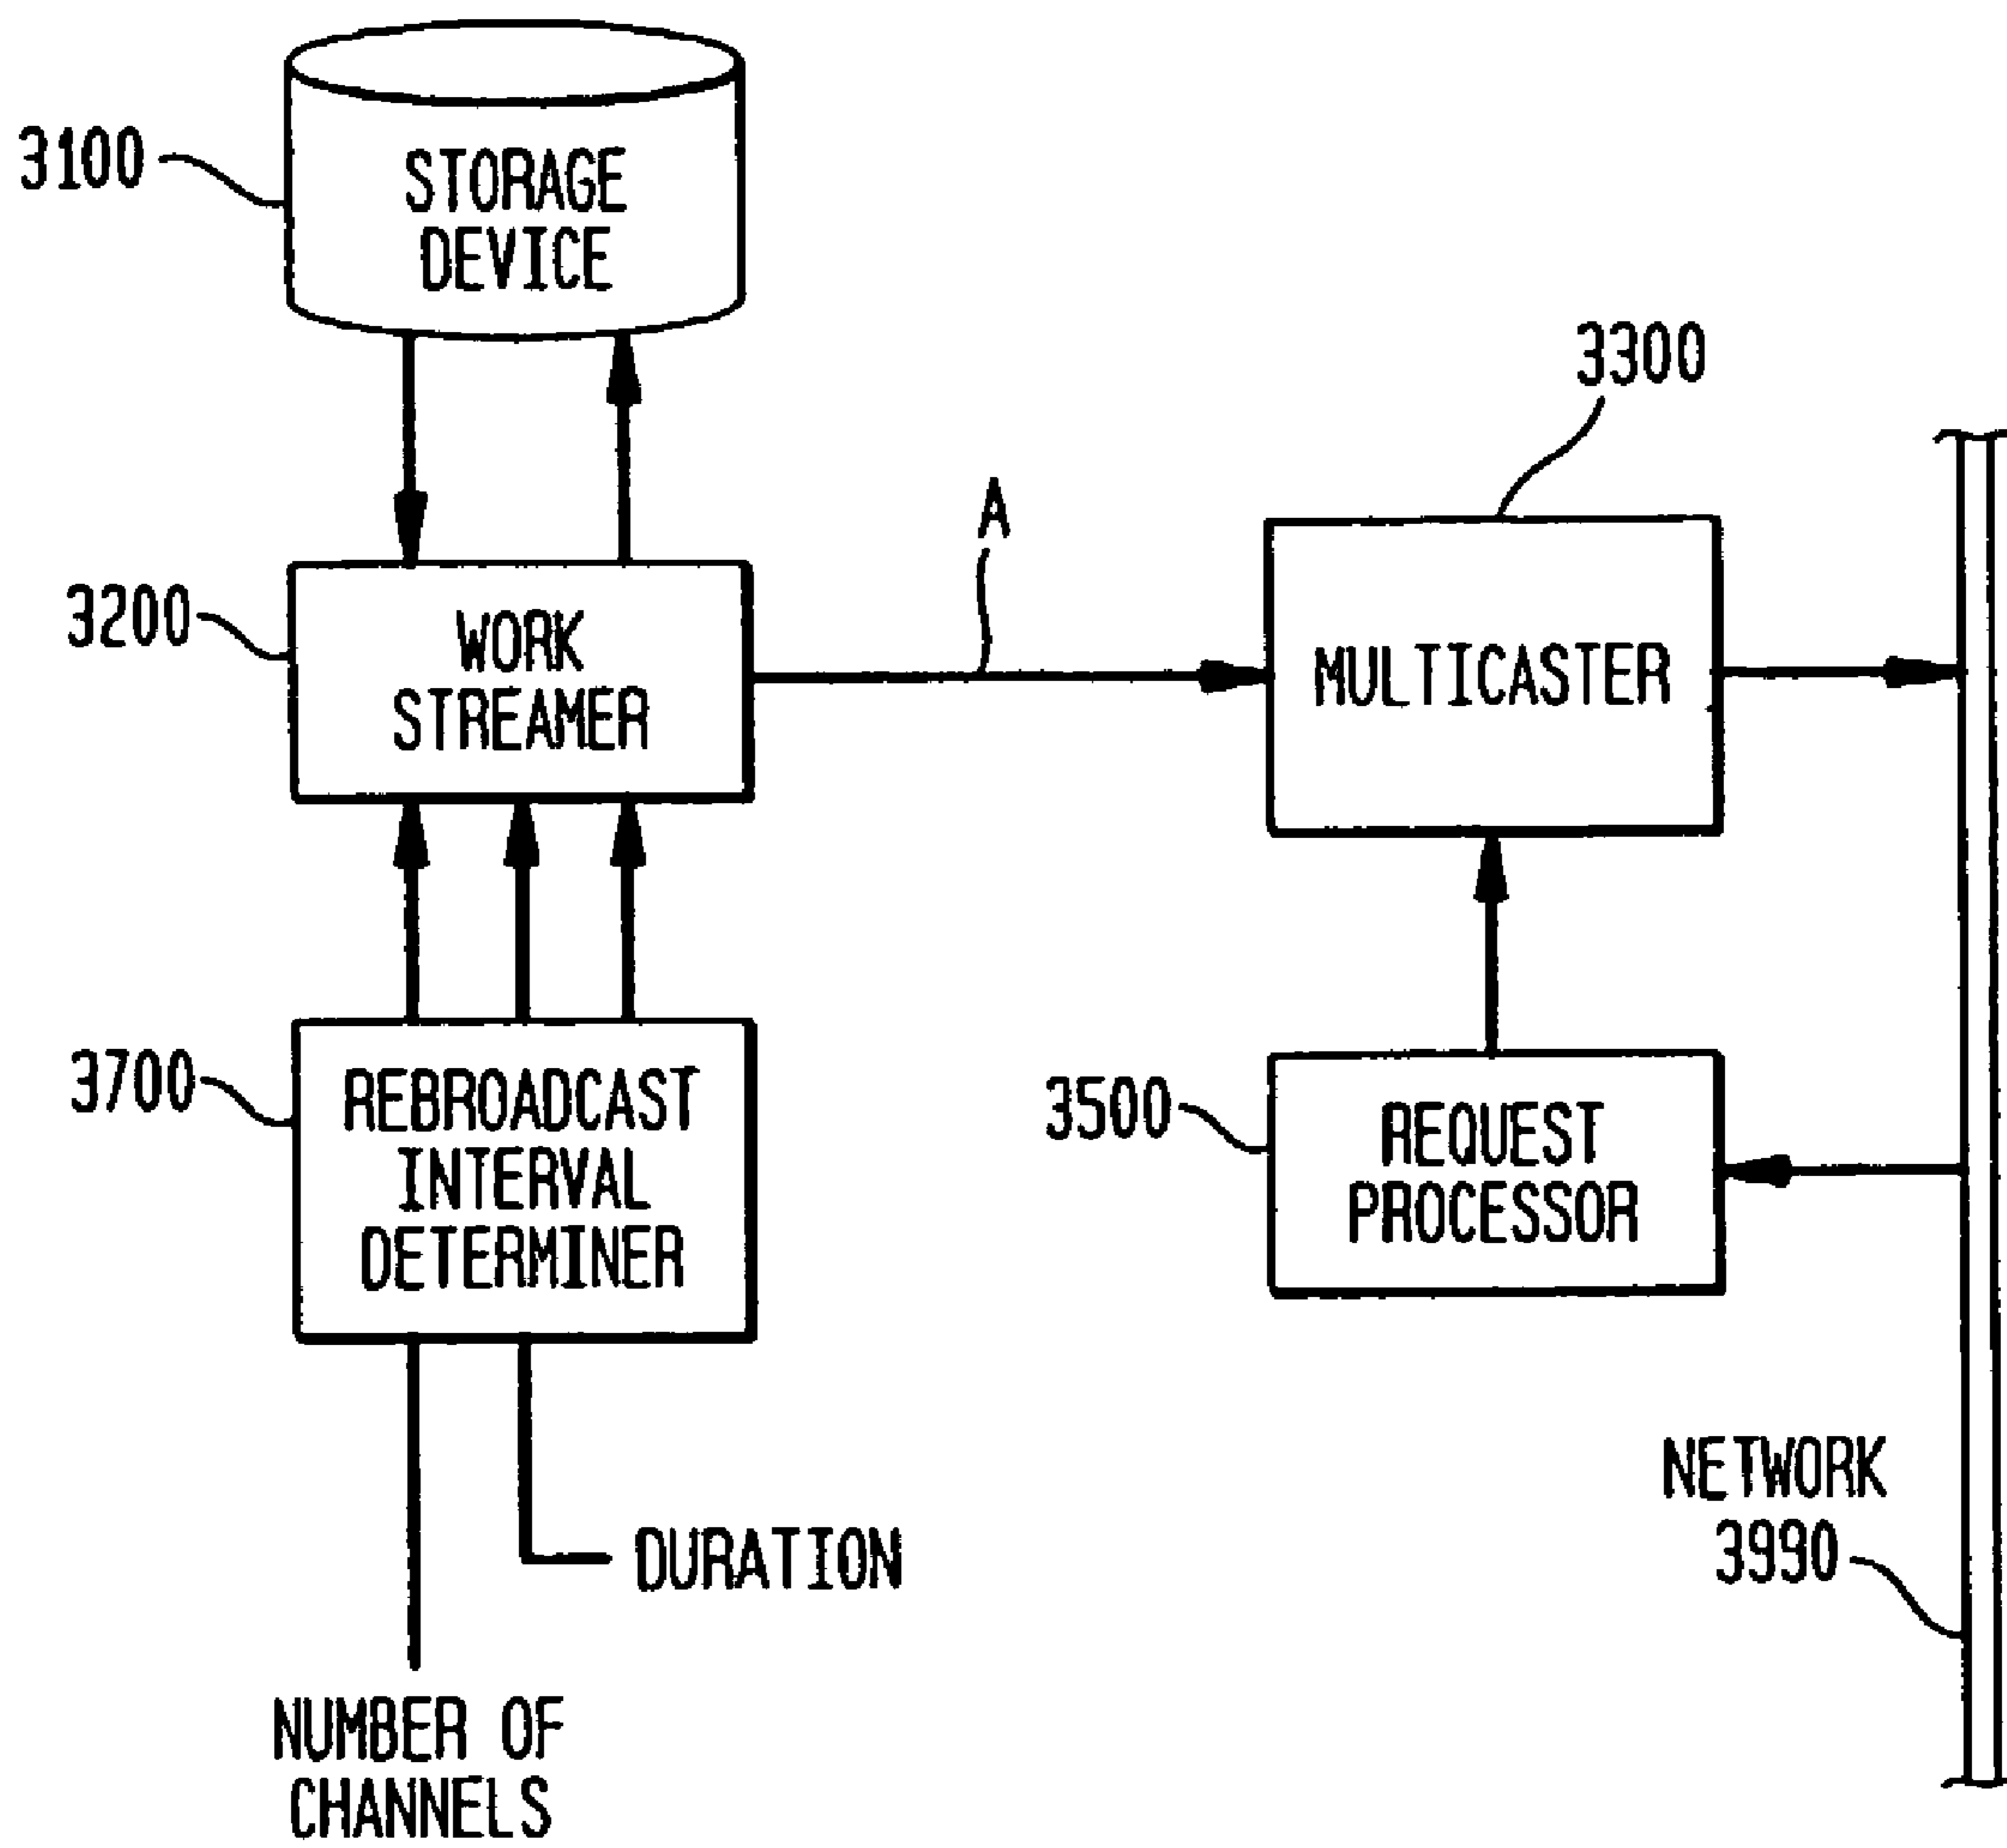 3100
STORAGE
DEVICE
3300
A
3200
WORK
STREAMER
MULTICASTER
3700
REBROADCAST
INTERVAL
DETERMINER
3500
REQUEST
PROCESSOR
NETWORK
3990
DURATION
NUMBER OF
CHANNELS